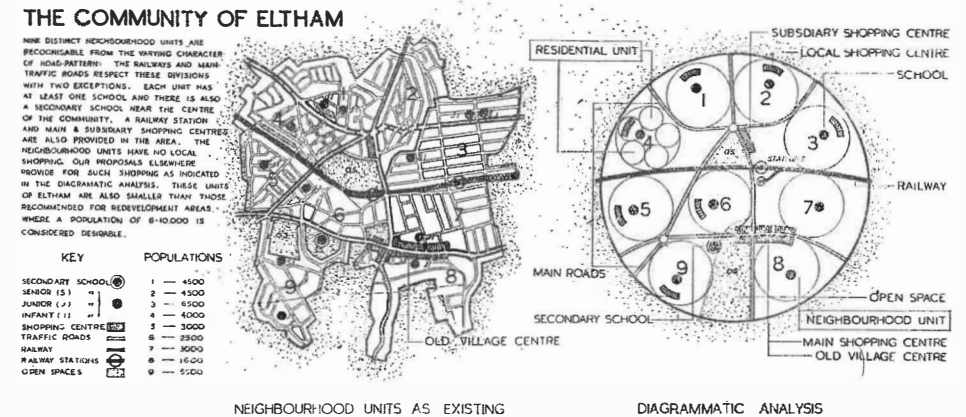 THE COMMUNITY OF ELTHAM
NINE DISTINCT NEIGHBOURHOOD UNITS ARE
RECOGNISABLE FROM THE VARYING CHARACTER
OF ROAD-PATTERN: THE RAILWAYS AND MAIN-
TRAFFIC ROADS RESPECT THESE DIVISIONS
WITH TWO EXCEPTIONS. EACH UNIT HAS
AT LEAST ONE SCHOOL AND THERE IS ALSO
A SECONDARY SCHOOL NEAR THE CENTRE
OF THE COMMUNITY. A RAILWAY STATION
AND MAIN & SUBSIDIARY SHOPPING CENTRES
ARE ALSO PROVIDED IN THE AREA. THE
NEIGHBOURHOOD UNITS HAVE NO LOCAL
SHOPPING. OUR PROPOSALS ELSEWHERE
PROVIDE FOR SUCH SHOPPING AS INDICATED
IN THE DIAGRAMATIC ANALYSIS. THESE UNITS
OF ELTHAM ARE ALSO SMALLER THAN THOSE
RECOMMENDED FOR REDEVELOPMENT AREAS.
WHERE A POPULATION OF 6-10,000 IS
CONSIDERED DESIRABLE.
KEY
SECONDARY SCHOOL
SENIOR (S) "
JUNIOR (J) "
INFANT (I) "
SHOPPING CENTRE
TRAFFIC ROADS
RAILWAY
RAILWAY STATIONS
OPEN SPACES
POPULATIONS
1 — 4500
2 — 4500
3 — 6500
4 — 4000
5 — 3000
6 — 2500
7 — 3000
8 — 1600
9 — 5500
2
3
6
8
9
OLD VILLAGE CENTRE
NEIGHBOURHOOD UNITS AS EXISTING
RESIDENTIAL UNIT
SUBSDIARY SHOPPING CENTRE
LOCAL SHOPPING CENTRE
SCHOOL
1
2
3
4
OS
STATION
RAILWAY
5
6
7
MAIN ROADS
9
8
OS
OPEN SPACE
SECONDARY SCHOOL
NEIGHBOURHOOD UNIT
MAIN SHOPPING CENTRE
OLD VILLAGE CENTRE
DIAGRAMMATIC ANALYSIS